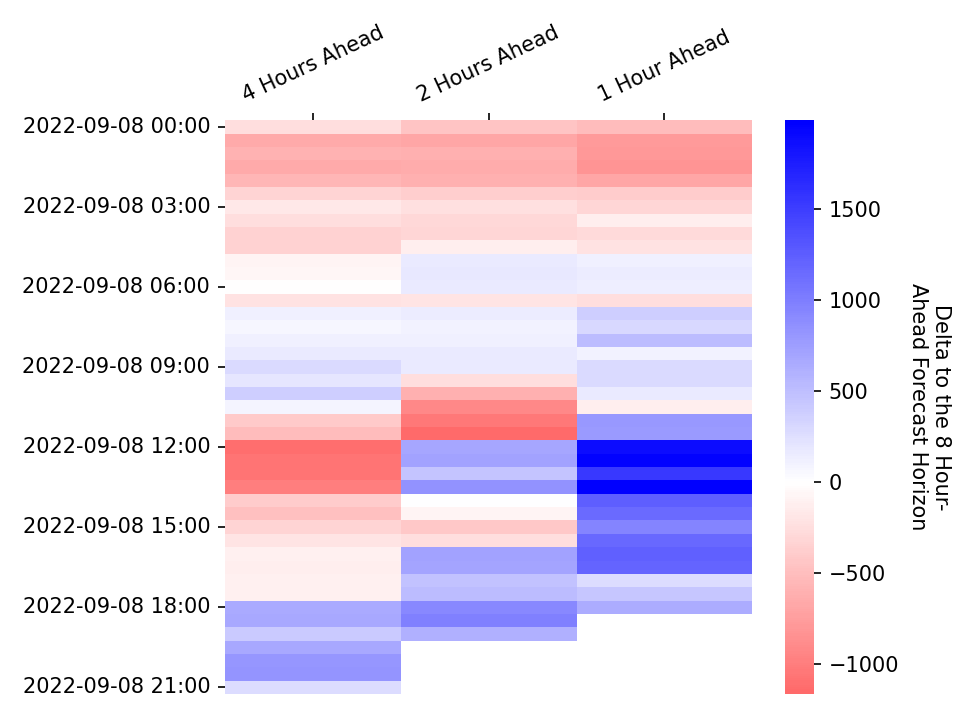 4 Hours Ahead
2 Hours Ahead
1 Hour Ahead
2022-09-08 00:00
2022-09-08 03:00
2022-09-08 06:00
2022-09-08 09:00
2022-09-08 12:00
2022-09-08 15:00
2022-09-08 18:00
2022-09-08 21:00
1500
1000
500
0
−500
−1000
Delta to the 8 Hour-
Ahead Forecast Horizon